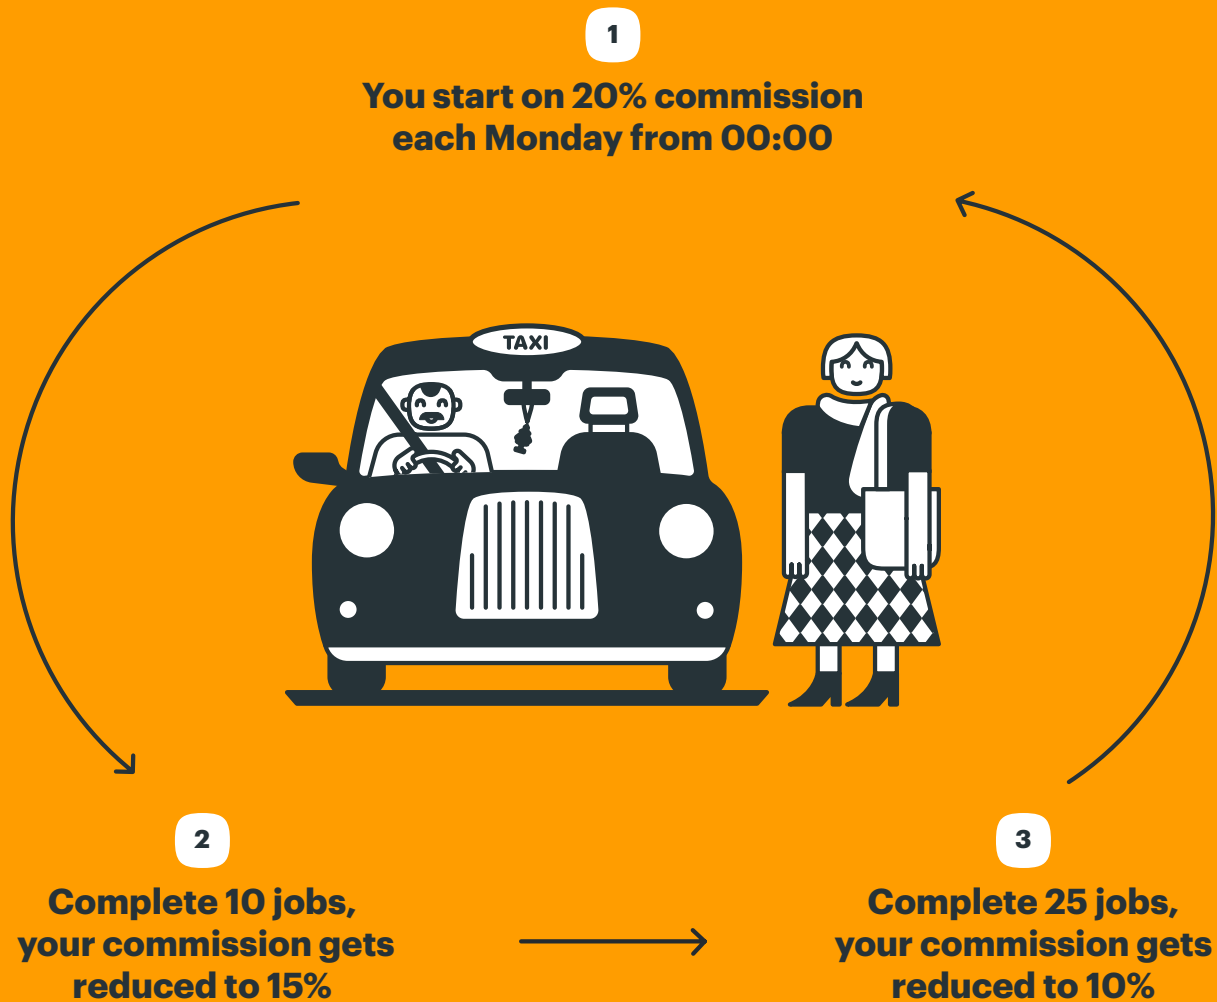 1
You start on 20% commission
each Monday from 00:00
TAXI
2
Complete 10 jobs,
your commission gets
reduced to 15%
3
Complete 25 jobs,
your commission gets
reduced to 10%